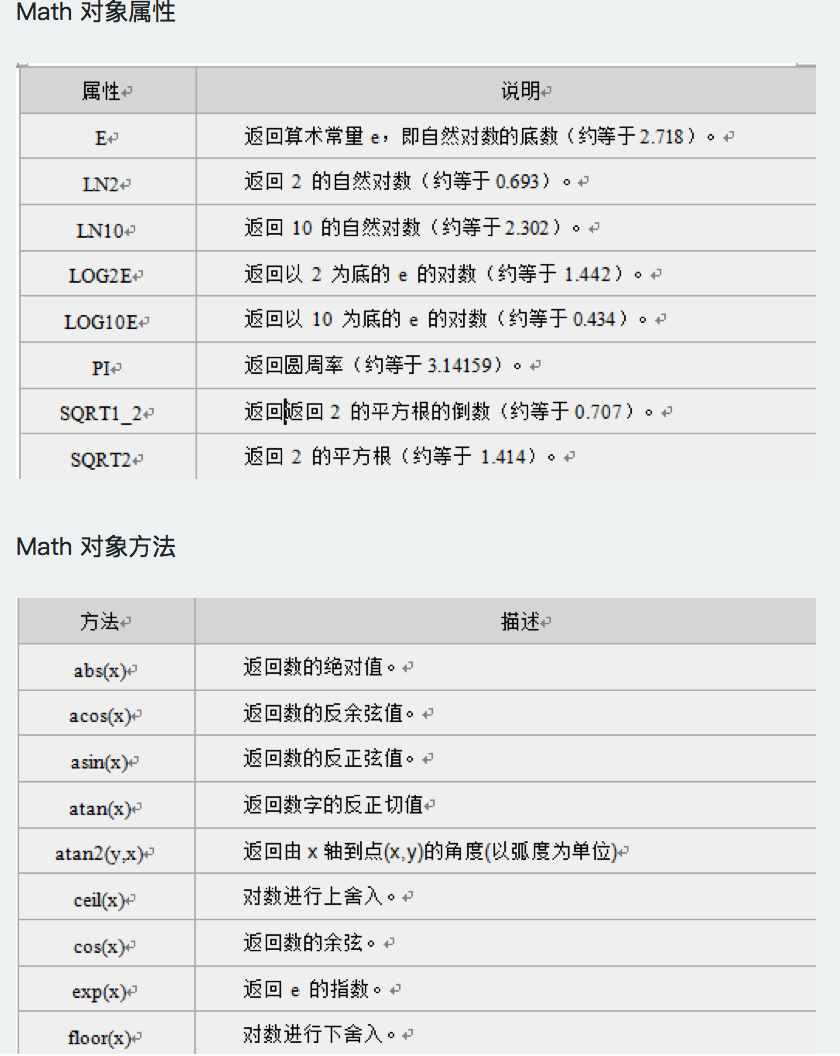 Math 对象属性
属性 说明
E 返回算术常量 e，即自然对数的底数（约等于2.718）。
LN2 返回 2 的自然对数（约等于0.693）。
LN10 返回 10 的自然对数（约等于2.302）。
LOG2E 返回以 2 为底的 e 的对数（约等于 1.442）。
LOG10E 返回以 10 为底的 e 的对数（约等于0.434）。
PI 返回圆周率（约等于3.14159）。
SQRT1_2 返回返回 2 的平方根的倒数（约等于0.707）。
SQRT2 返回 2 的平方根（约等于 1.414）。
Math 对象方法
方法 描述
abs(x) 返回数的绝对值。
acos(x) 返回数的反余弦值。
asin(x) 返回数的反正弦值。
atan(x) 返回数字的反正切值
atan2(y,x) 返回由 x 轴到点(x,y)的角度(以弧度为单位)
ceil(x) 对数进行上舍入。
cos(x) 返回数的余弦。
exp(x) 返回 e 的指数。
floor(x) 对数进行下舍入。